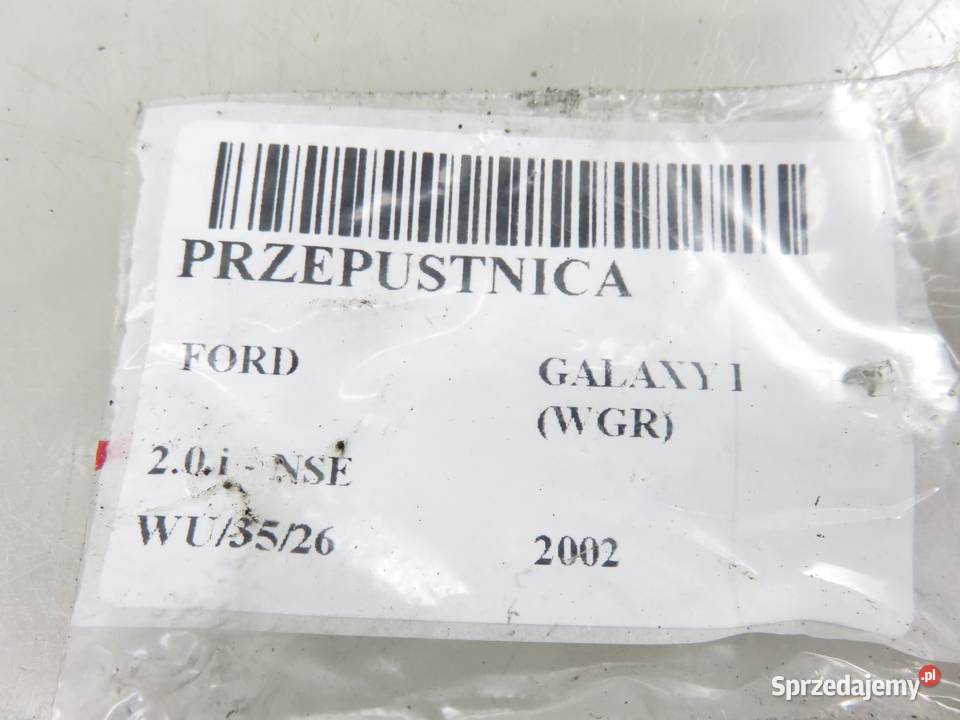 PRZEPUSTNICA
FORD
GALAXY I
(WGR)
2.0.i - NSE
WU/35/26
2002
Sprzedajemy.pl